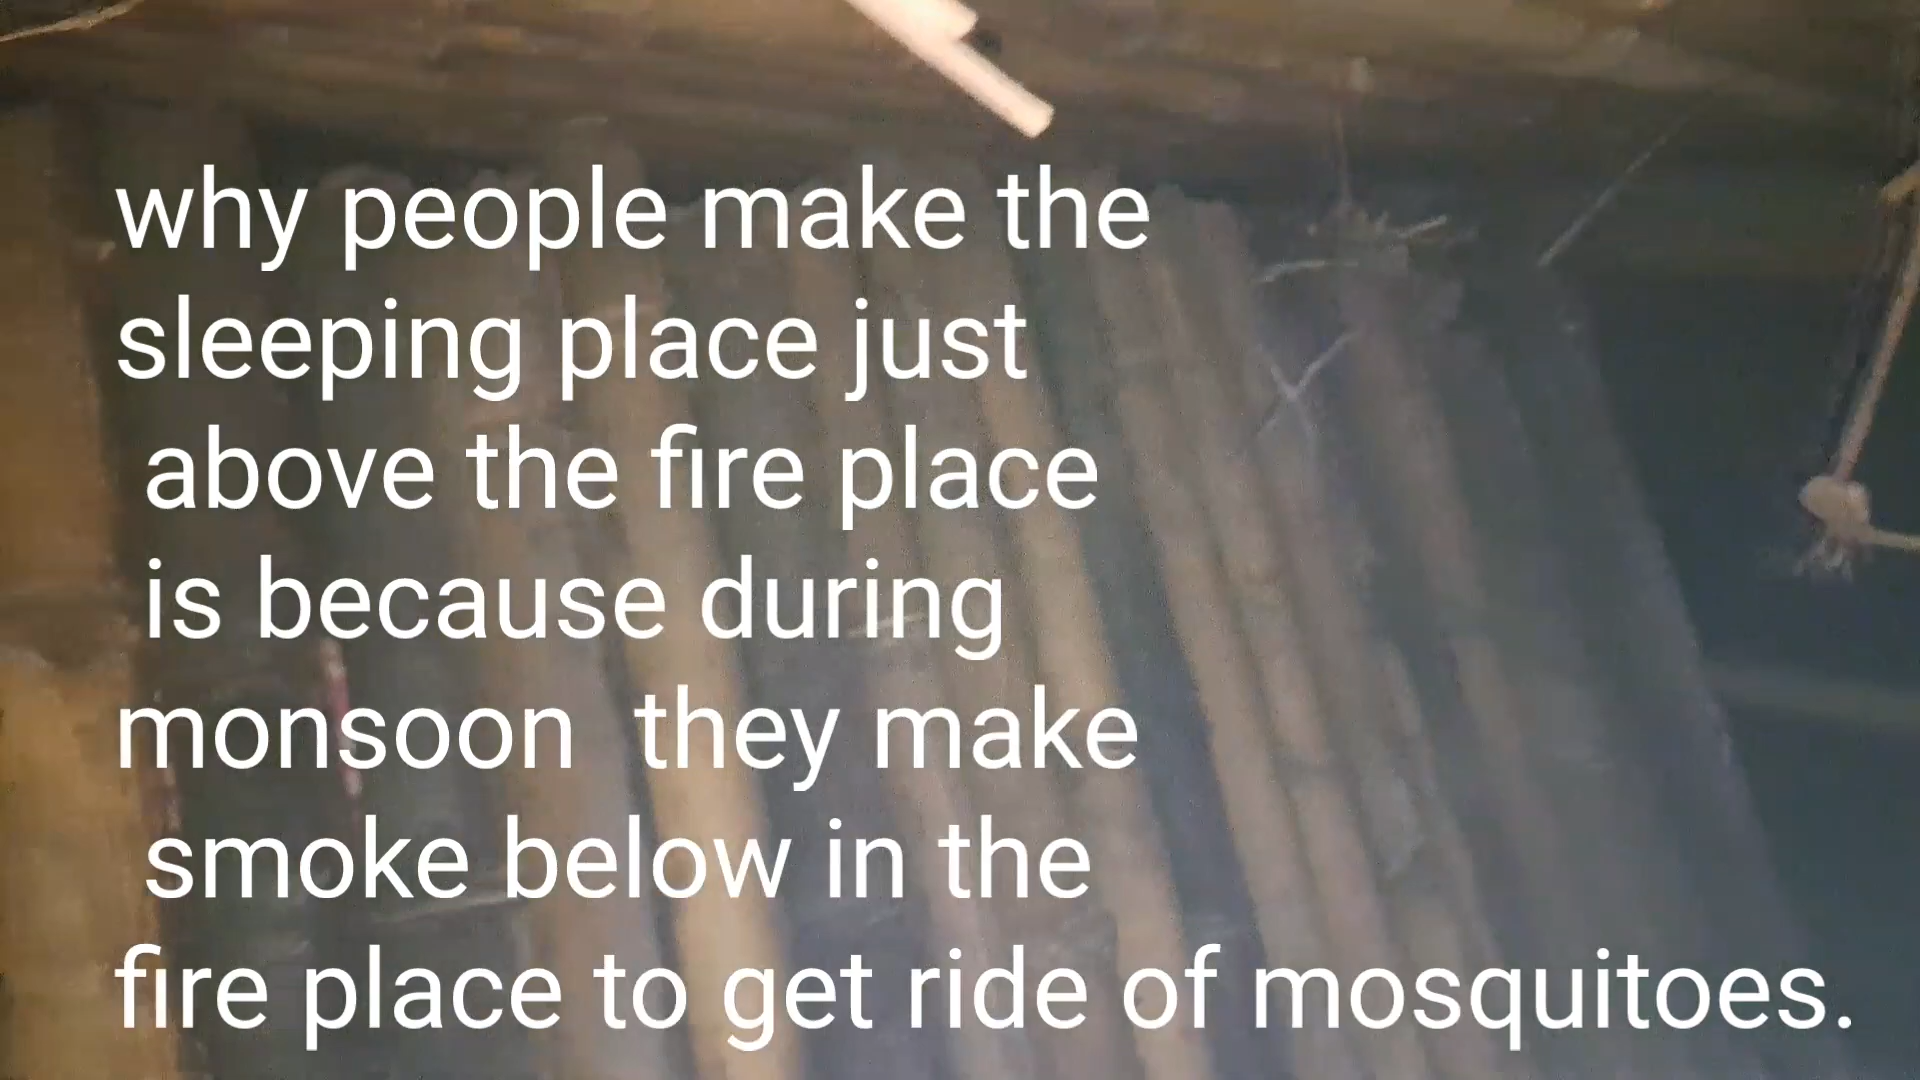 why people make the
sleeping place just
above the fire place
is because during
monsoon  they make
smoke below in the
fire place to get ride of mosquitoes.